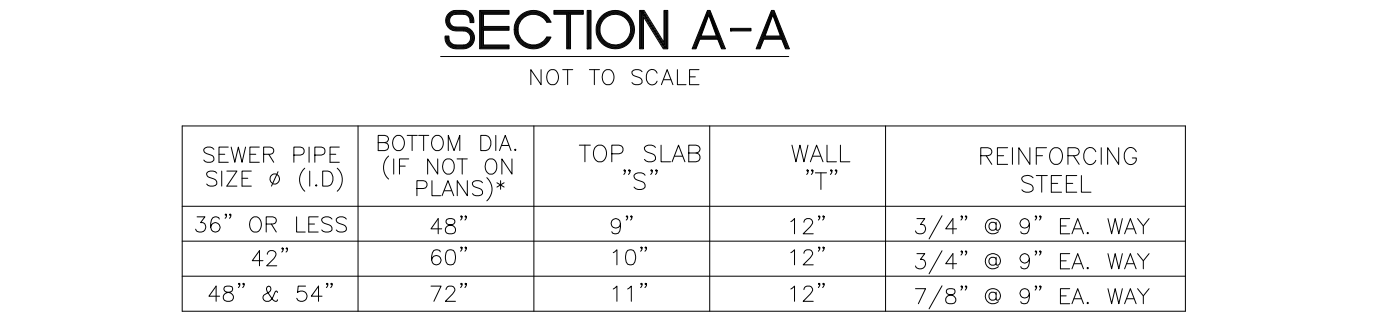 SECTION A-A
NOT TO SCALE
SEWER PIPE
SIZE ø (I.D)
BOTTOM DIA.
(IF NOT ON
PLANS)*
TOP SLAB
"S"
WALL
"T"
REINFORCING
STEEL
36" OR LESS 48" 9" 12" 3/4" @ 9" EA. WAY
42" 60" 10" 12" 3/4" @ 9" EA. WAY
48" & 54" 72" 11" 12" 7/8" @ 9" EA. WAY